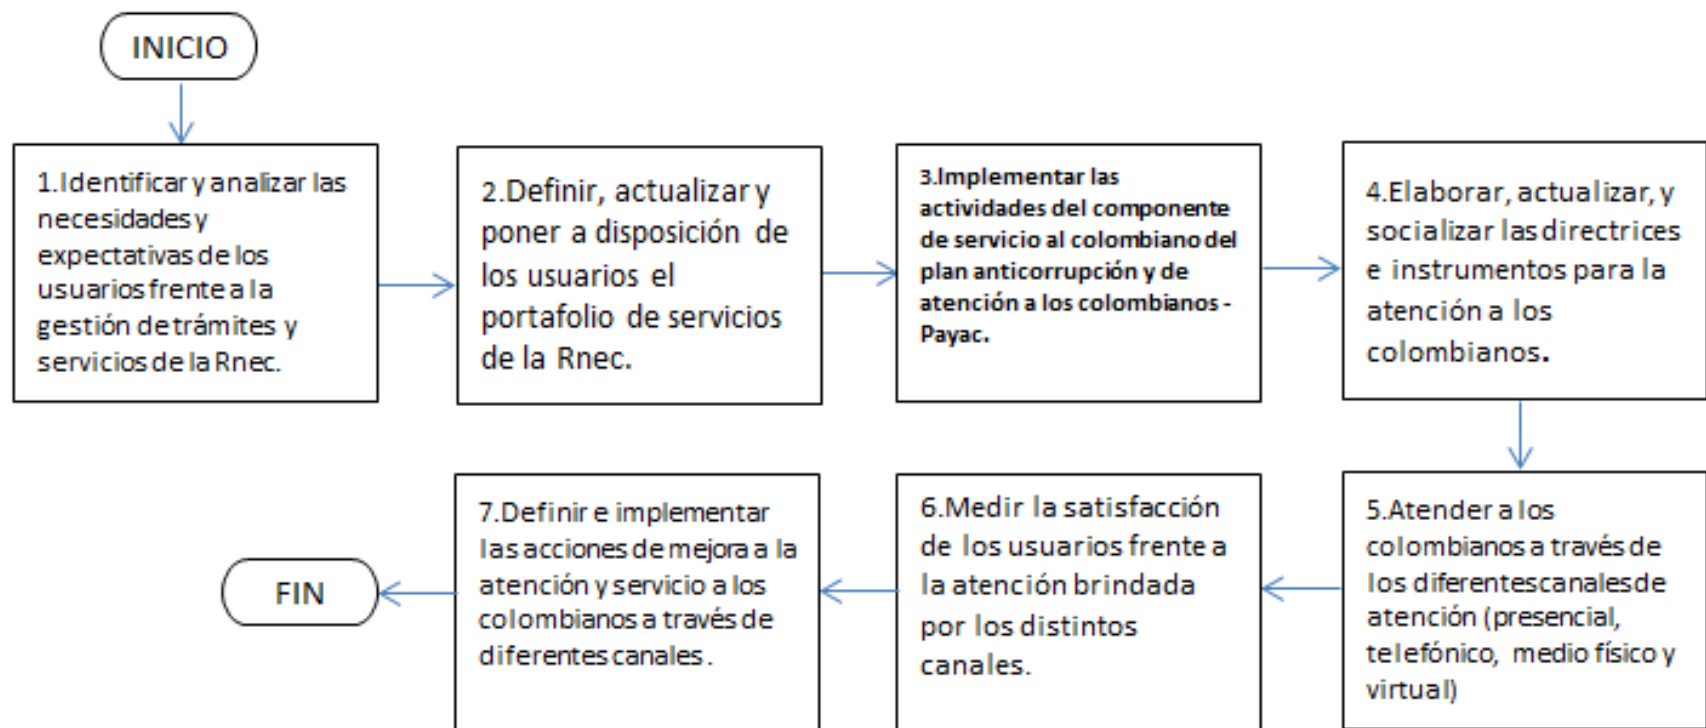 INICIO
1.Identificar y analizar las
necesidades y
expectativas de los
usuarios frente a la
gestión de trámites y
servicios de la Rnec.
2.Definir, actualizar y
poner a disposición de
los usuarios el
portafolio de servicios
de la Rnec.
3.Implementar las
actividades del componente
de servicio al colombiano del
plan anticorrupción y de
atención a los colombianos -
Payac.
4.Elaborar, actualizar, y
socializar las directrices
e instrumentos para la
atención a los
colombianos.
5.Atender a los
colombianos a través de
los diferentes canales de
atención (presencial,
telefónico, medio físico y
virtual)
6.Medir la satisfacción
de los usuarios frente a
la atención brindada
por los distintos
canales.
7.Definir e implementar
las acciones de mejora a la
atención y servicio a los
colombianos a través de
diferentes canales.
FIN